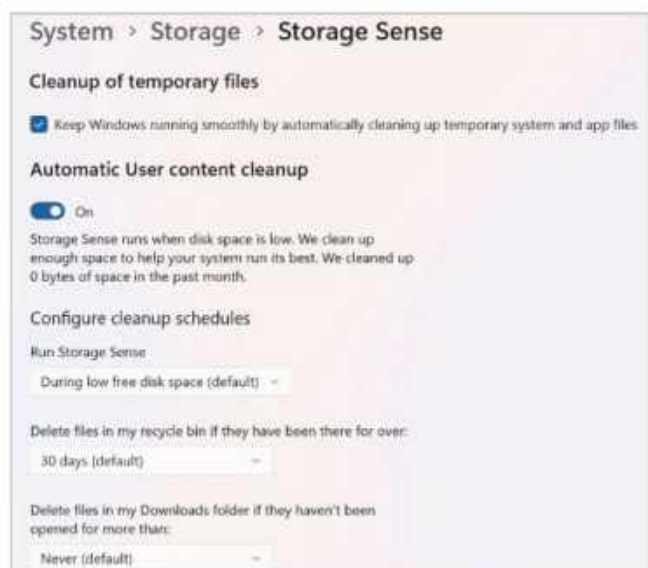 System > Storage > Storage Sense
Cleanup of temporary files
Keep Windows running smoothly by automatically cleaning up temporary system and app files
Automatic User content cleanup
On
Storage Sense runs when disk space is low. We clean up
enough space to help your system run its best. We cleaned up
0 bytes of space in the past month.
Configure cleanup schedules
Run Storage Sense
During low free disk space (default)
Delete files in my recycle bin if they have been there for over:
30 days (default)
Delete files in my Downloads folder if they haven't been
opened for more than:
Never (default)